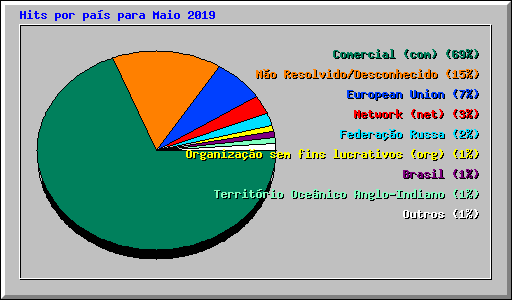 Hits por país para Maio 2019
Comercial (com) (69%)
Não Resolvido/Desconhecido (15%)
European Union (7%)
Network (net) (3%)
Federação Russa (2%)
Organização sem fins lucrativos (org) (1%)
Brasil (1%)
Território Oceânico Anglo-Indiano (1%)
Outros (1%)